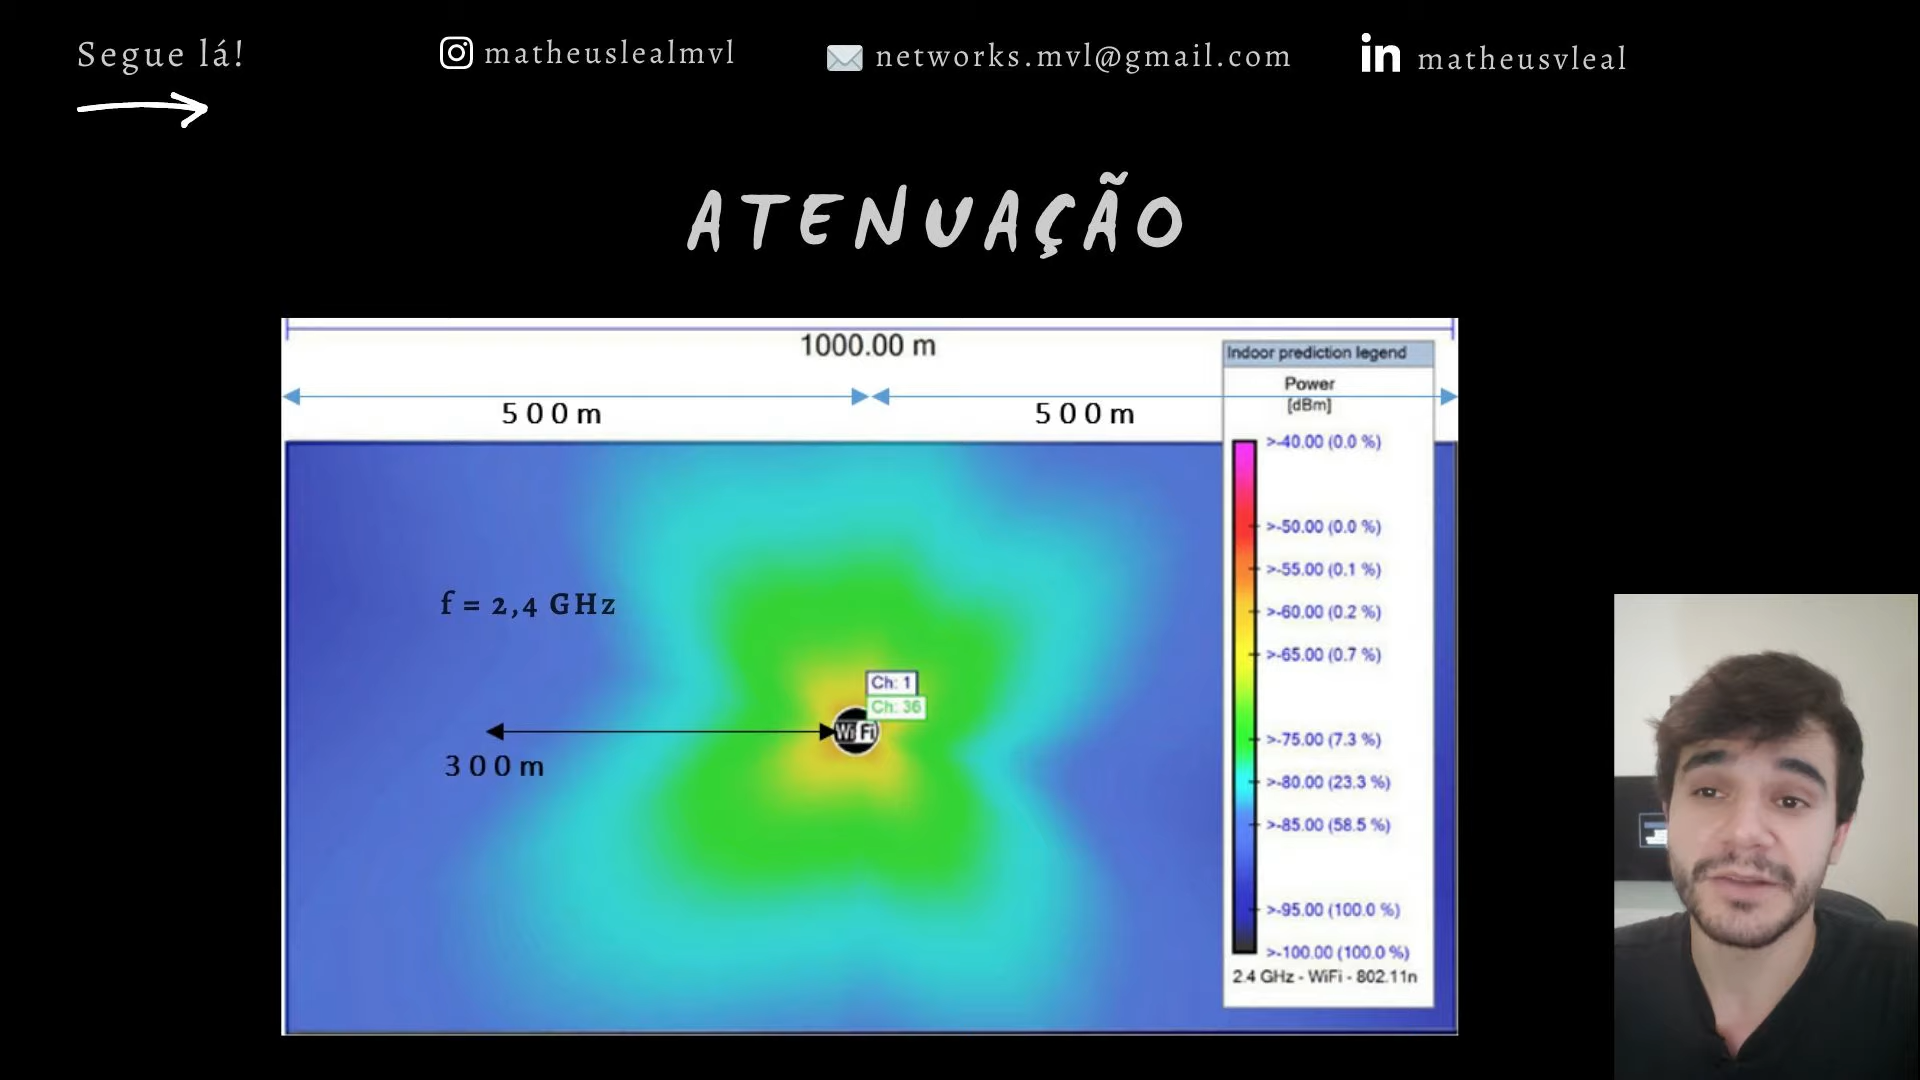 Segue lá!
matheuslealmvl
networks.mvl@gmail.com
in matheusvleal
ATENUAÇÃO
1000.00 m
500m
500m
Indoor prediction legend
Power
[dBm]
>-40.00 (0.0 %)
>-50.00 (0.0 %)
>-55.00 (0.1 %)
>-60.00 (0.2 %)
>-65.00 (0.7 %)
>-75.00 (7.3 %)
>-80.00 (23.3 %)
>-85.00 (58.5 %)
>-95.00 (100.0 %)
>-100.00 (100.0 %)
2.4 GHz - WiFi - 802.11n
f = 2,4 GHz
Ch: 1
Ch: 36
Wi Fi
300m